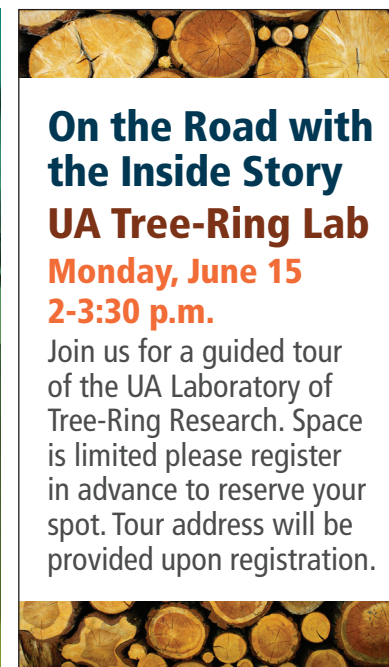 On the Road with
the Inside Story
UA Tree-Ring Lab
Monday, June 15
2-3:30 p.m.
Join us for a guided tour
of the UA Laboratory of
Tree-Ring Research. Space
is limited please register
in advance to reserve your
spot. Tour address will be
provided upon registration.